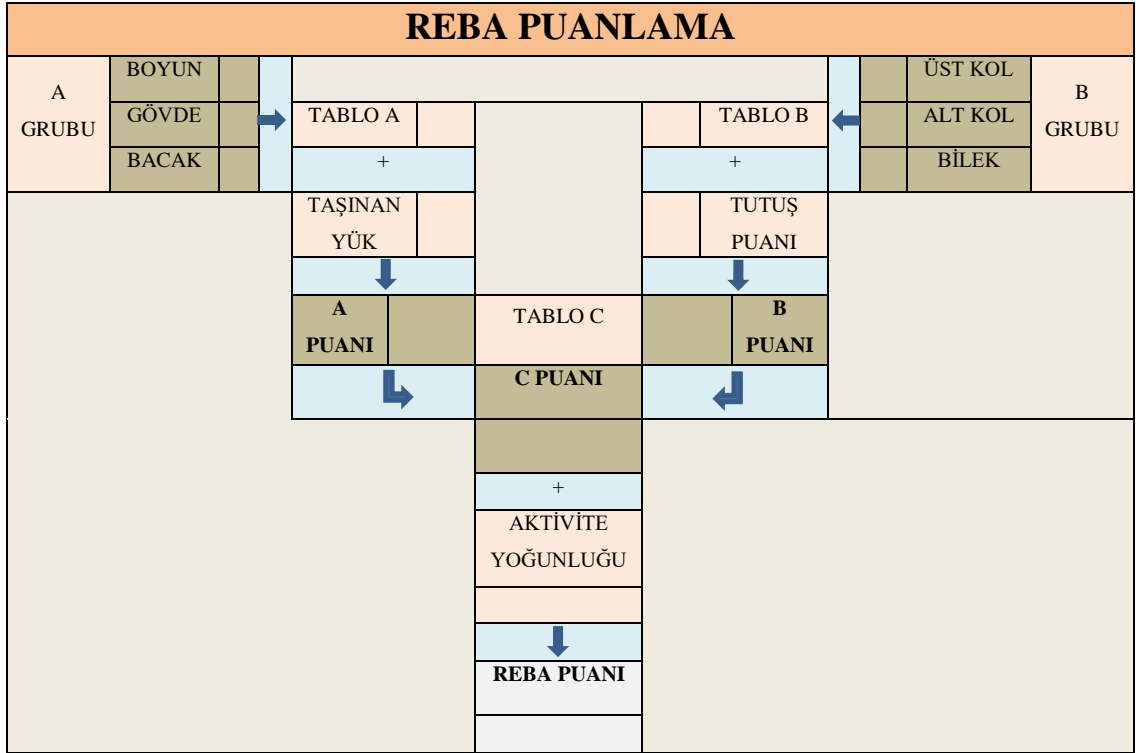 REBA PUANLAMA
A
GRUBU
BOYUN
GÖVDE
BACAK
TABLO A
+
TAŞINAN
YÜK
A
PUANI
ÜST KOL
ALT KOL
BİLEK
B
GRUBU
TABLO B
+
TUTUŞ
PUANI
B
PUANI
TABLO C
C PUANI
+
AKTİVİTE
YOĞUNLUĞU
REBA PUANI